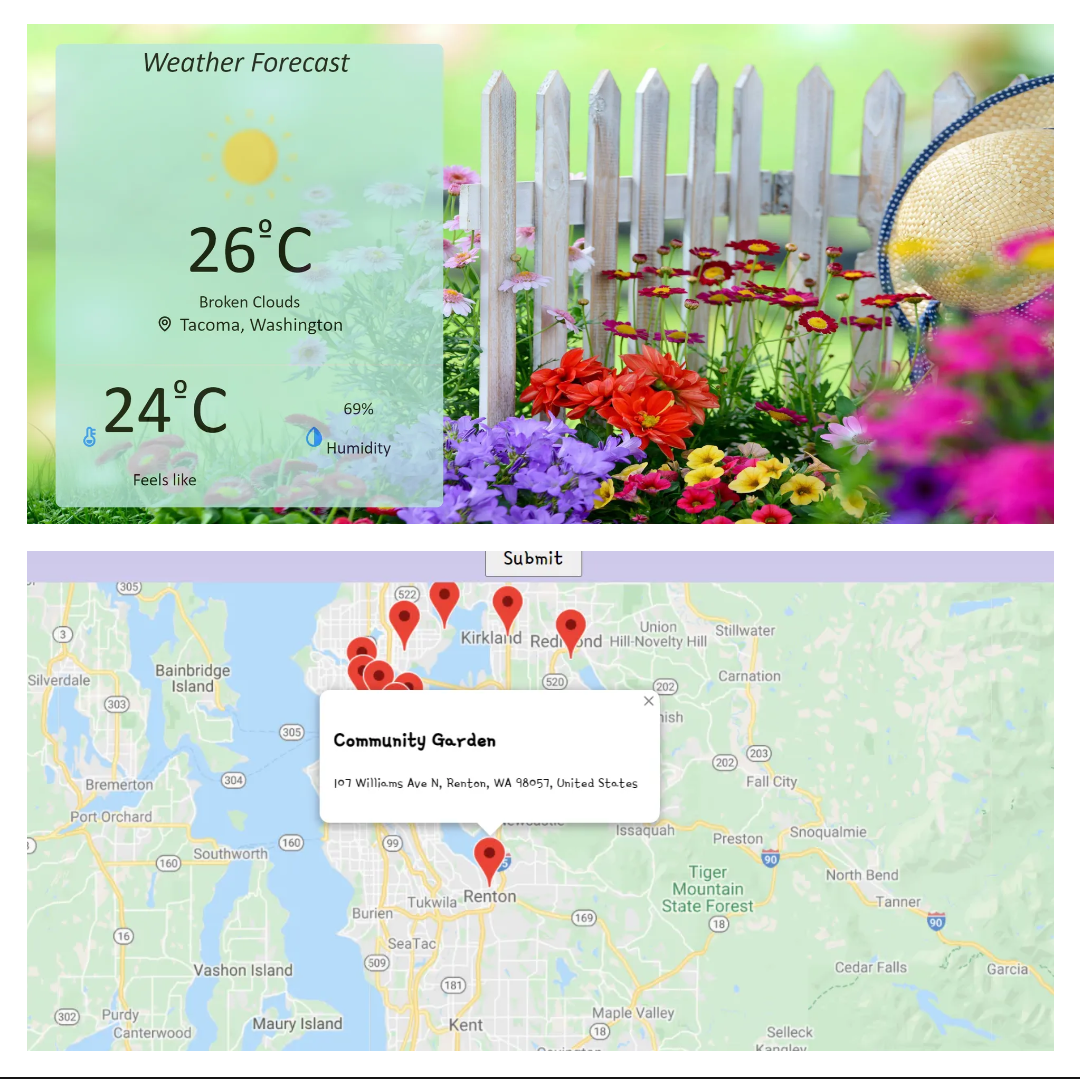 Weather Forecast
26°C
Broken Clouds
Tacoma, Washington
24°C
Feels like
69%
Humidity
Submit
305
522
3
Kirkland
Redmond
Union
Hill-Novelty Hill
Stillwater
Silverdale
Bainbridge
Island
520
202
Carnation
303
305
Community Garden
107 Williams Ave N, Renton, WA 98057, United States
202
203
Bremerton
304
Fall City
Port Orchard
Issaquah
Preston
Snoqualmie
Southworth
160
99
160
90
North Bend
Tiger
Mountain
State Forest
Renton
Tukwila
Burien
169
18
Tanner
90
16
SeaTac
509
Vashon Island
181
Cedar Falls
Garcia
302
Purdy
Canterwood
Maury Island
Kent
Maple Valley
18
Selleck